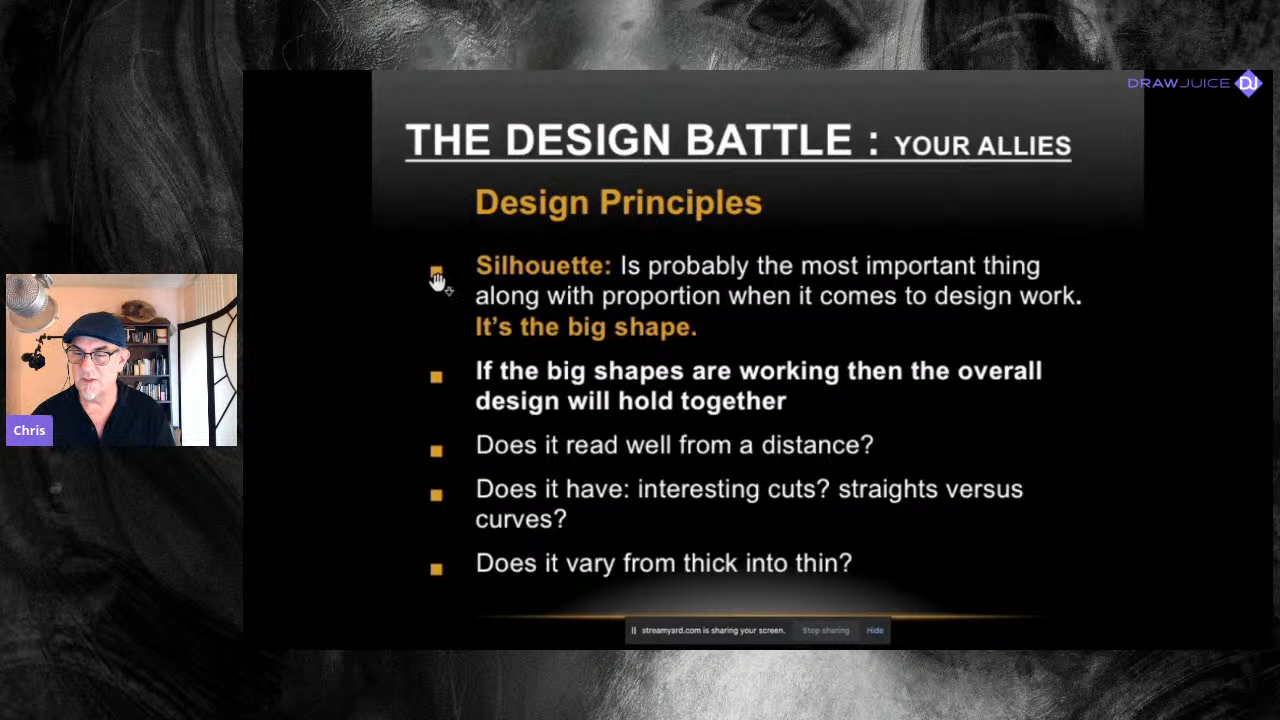 DRAWJUICE DJ
THE DESIGN BATTLE : YOUR ALLIES
Design Principles
Silhouette: Is probably the most important thing
along with proportion when it comes to design work.
It's the big shape.
If the big shapes are working then the overall
design will hold together
Does it read well from a distance?
Does it have: interesting cuts? straights versus
curves?
Does it vary from thick into thin?
Chris
streamyard.com is sharing your screen. Stop sharing Hide